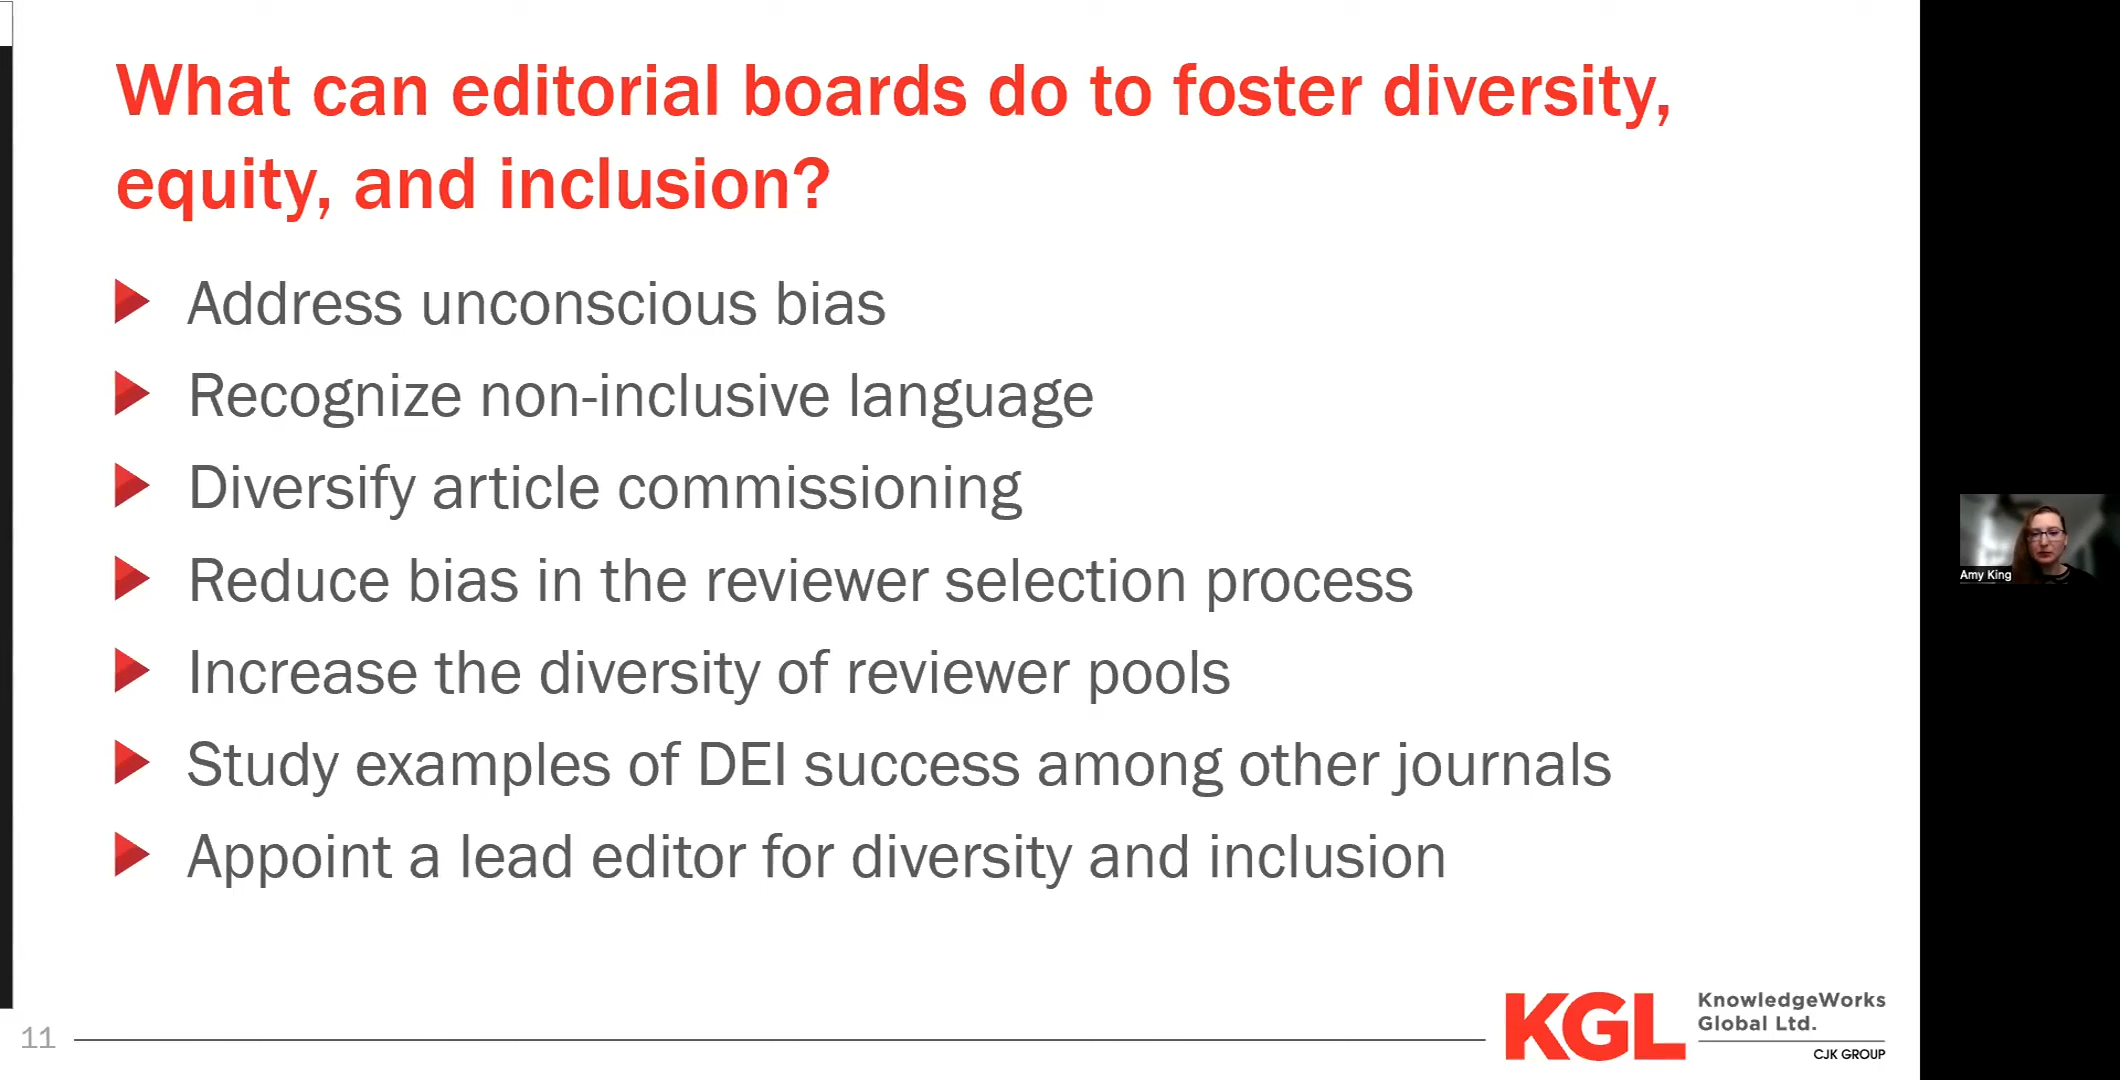 What can editorial boards do to foster diversity,
equity, and inclusion?
Address unconscious bias
Recognize non-inclusive language
Diversify article commissioning
Reduce bias in the reviewer selection process
Increase the diversity of reviewer pools
Study examples of DEI success among other journals
Appoint a lead editor for diversity and inclusion
Amy King
11
KGL
KnowledgeWorks
Global Ltd.
CJK GROUP